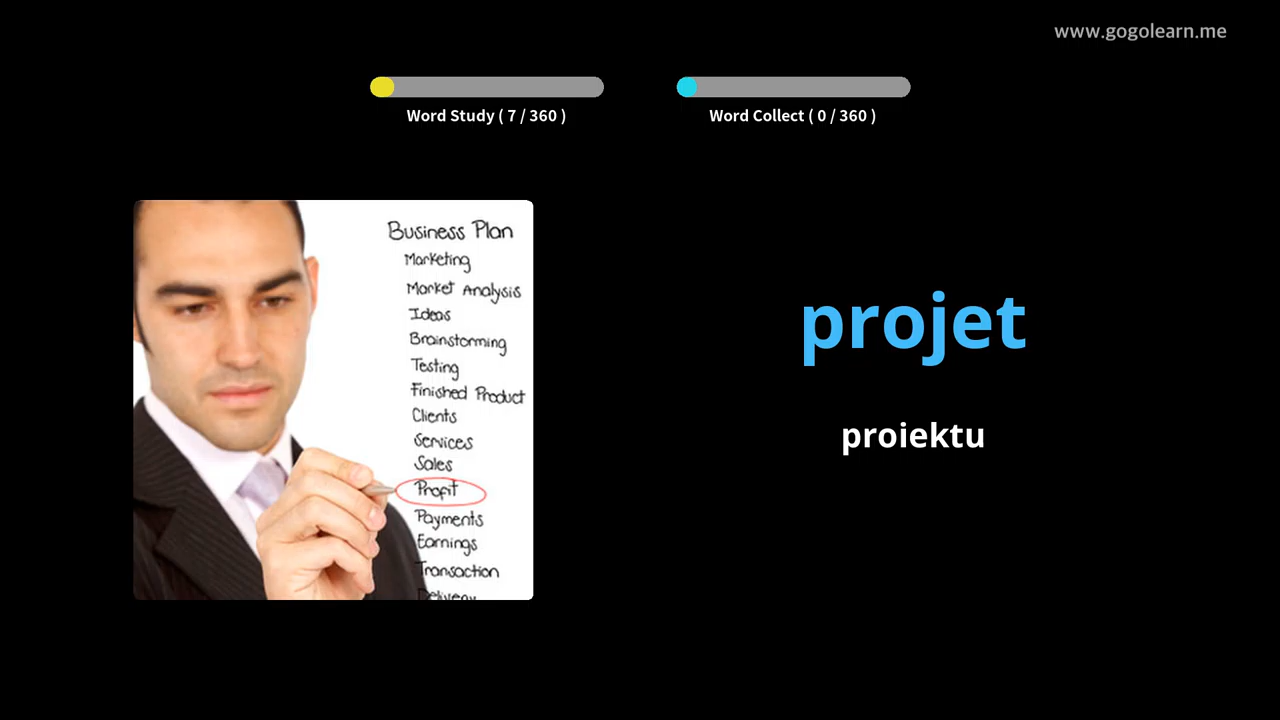 www.gogolearn.me
Word Study ( 7 / 360 )
Word Collect ( 0 / 360 )
Business Plan
Marketing
Market Analysis
Ideas
Brainstorming
Testing
Finished Product
Clients
Services
Sales
Profit
Payments
Earnings
Transaction
Delivery
projet
proiektu